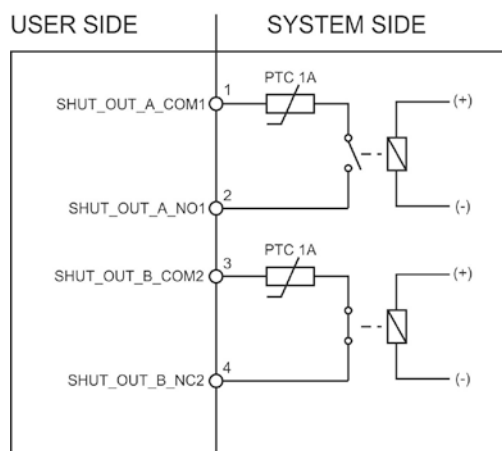 USER SIDE
SYSTEM SIDE
PTC 1A
1
SHUT_OUT_A_COM1
(+)
2
SHUT_OUT_A_NO1
(-)
PTC 1A
3
SHUT_OUT_B_COM2
(+)
4
SHUT_OUT_B_NC2
(-)